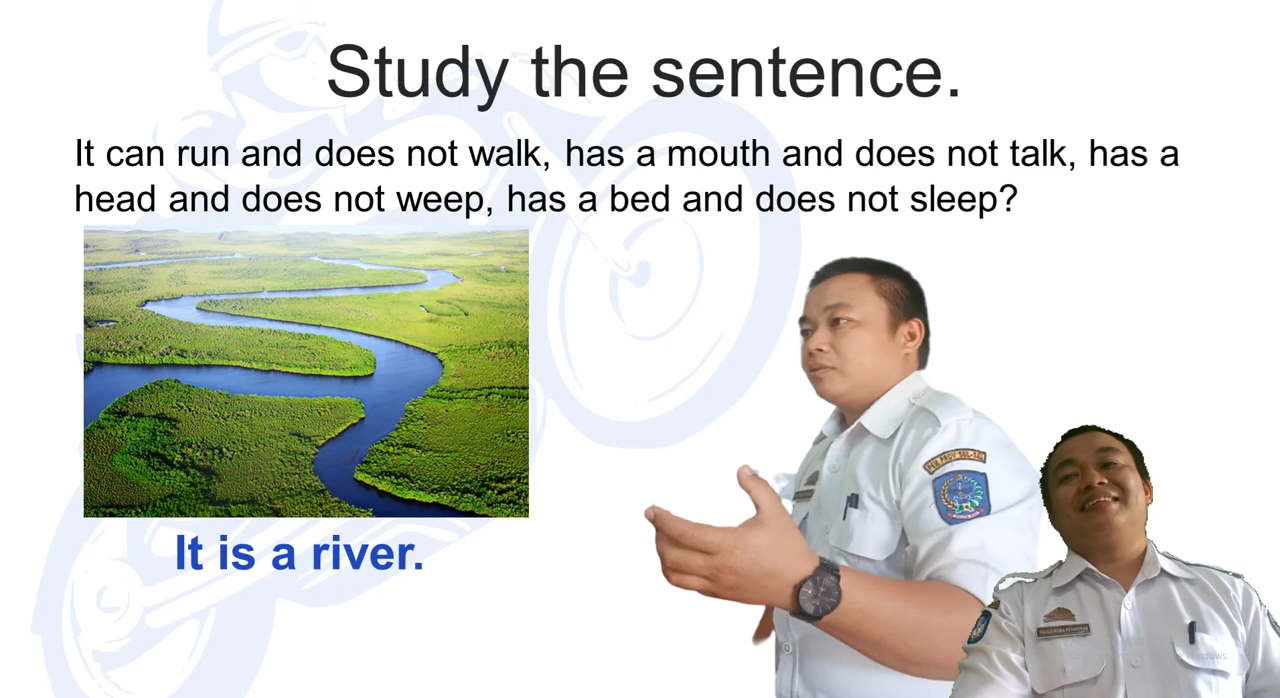 Study the sentence.
It can run and does not walk, has a mouth and does not talk, has a
head and does not weep, has a bed and does not sleep?
It is a river.